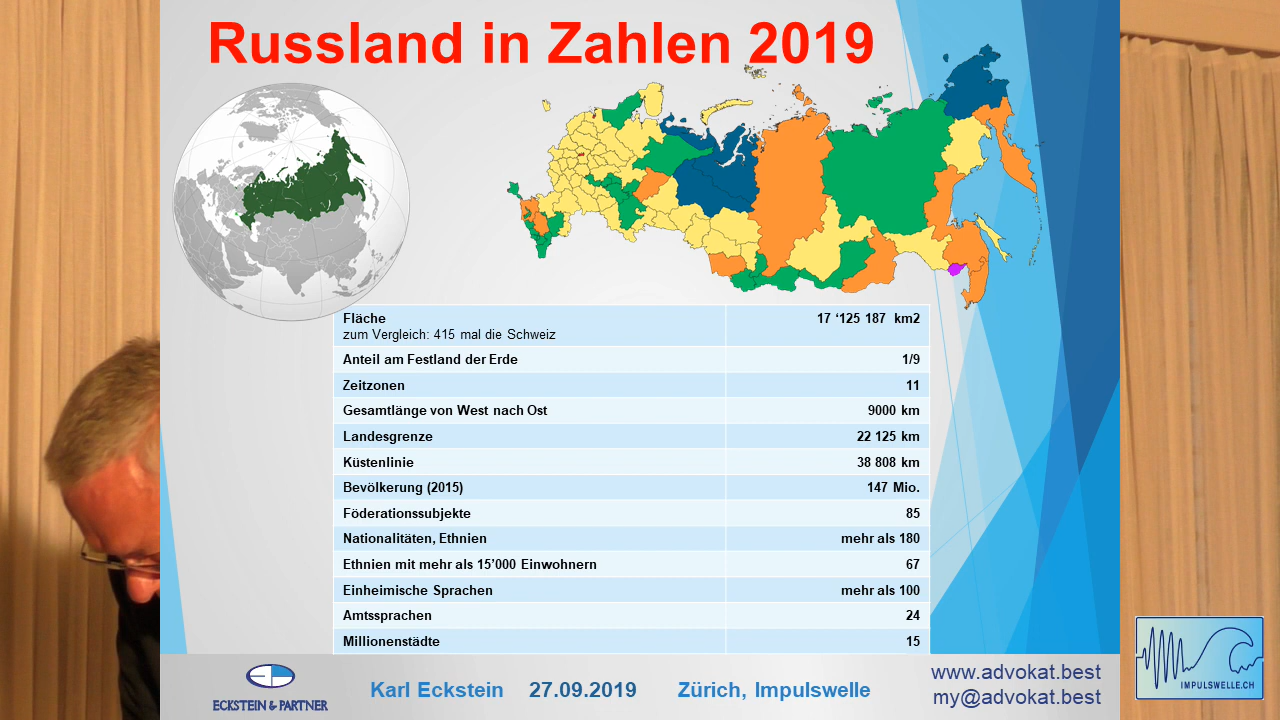 Russland in Zahlen 2019
Fläche 17 ‘125 187 km2
zum Vergleich: 415 mal die Schweiz
Anteil am Festland der Erde 1/9
Zeitzonen 11
Gesamtlänge von West nach Ost 9000 km
Landesgrenze 22 125 km
Küstenlinie 38 808 km
Bevölkerung (2015) 147 Mio.
Föderationssubjekte 85
Nationalitäten, Ethnien mehr als 180
Ethnien mit mehr als 15’000 Einwohnern 67
Einheimische Sprachen mehr als 100
Amtssprachen 24
Millionenstädte 15
ECKSTEIN & PARTNER
Karl Eckstein 27.09.2019 Zürich, Impulswelle
www.advokat.best
my@advokat.best
IMPULSWELLE.CH